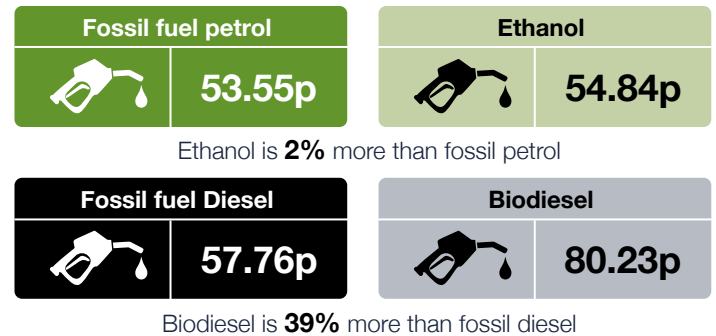 Fossil fuel petrol
53.55p
Ethanol
54.84p
Ethanol is 2% more than fossil petrol
Fossil fuel Diesel
57.76p
Biodiesel
80.23p
Biodiesel is 39% more than fossil diesel